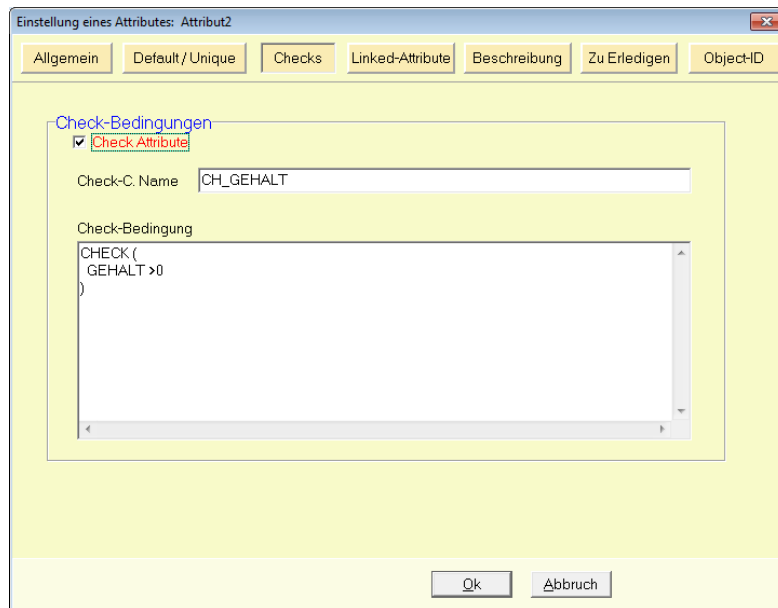 Einstellung eines Attributes: Attribut2
Allgemein Default / Unique Checks Linked-Attribute Beschreibung Zu Erledigen Object-ID
Check-Bedingungen
Check Attribute
Check-C. Name CH_GEHALT
Check-Bedingung
CHECK (
GEHALT >0
)
Ok Abbruch